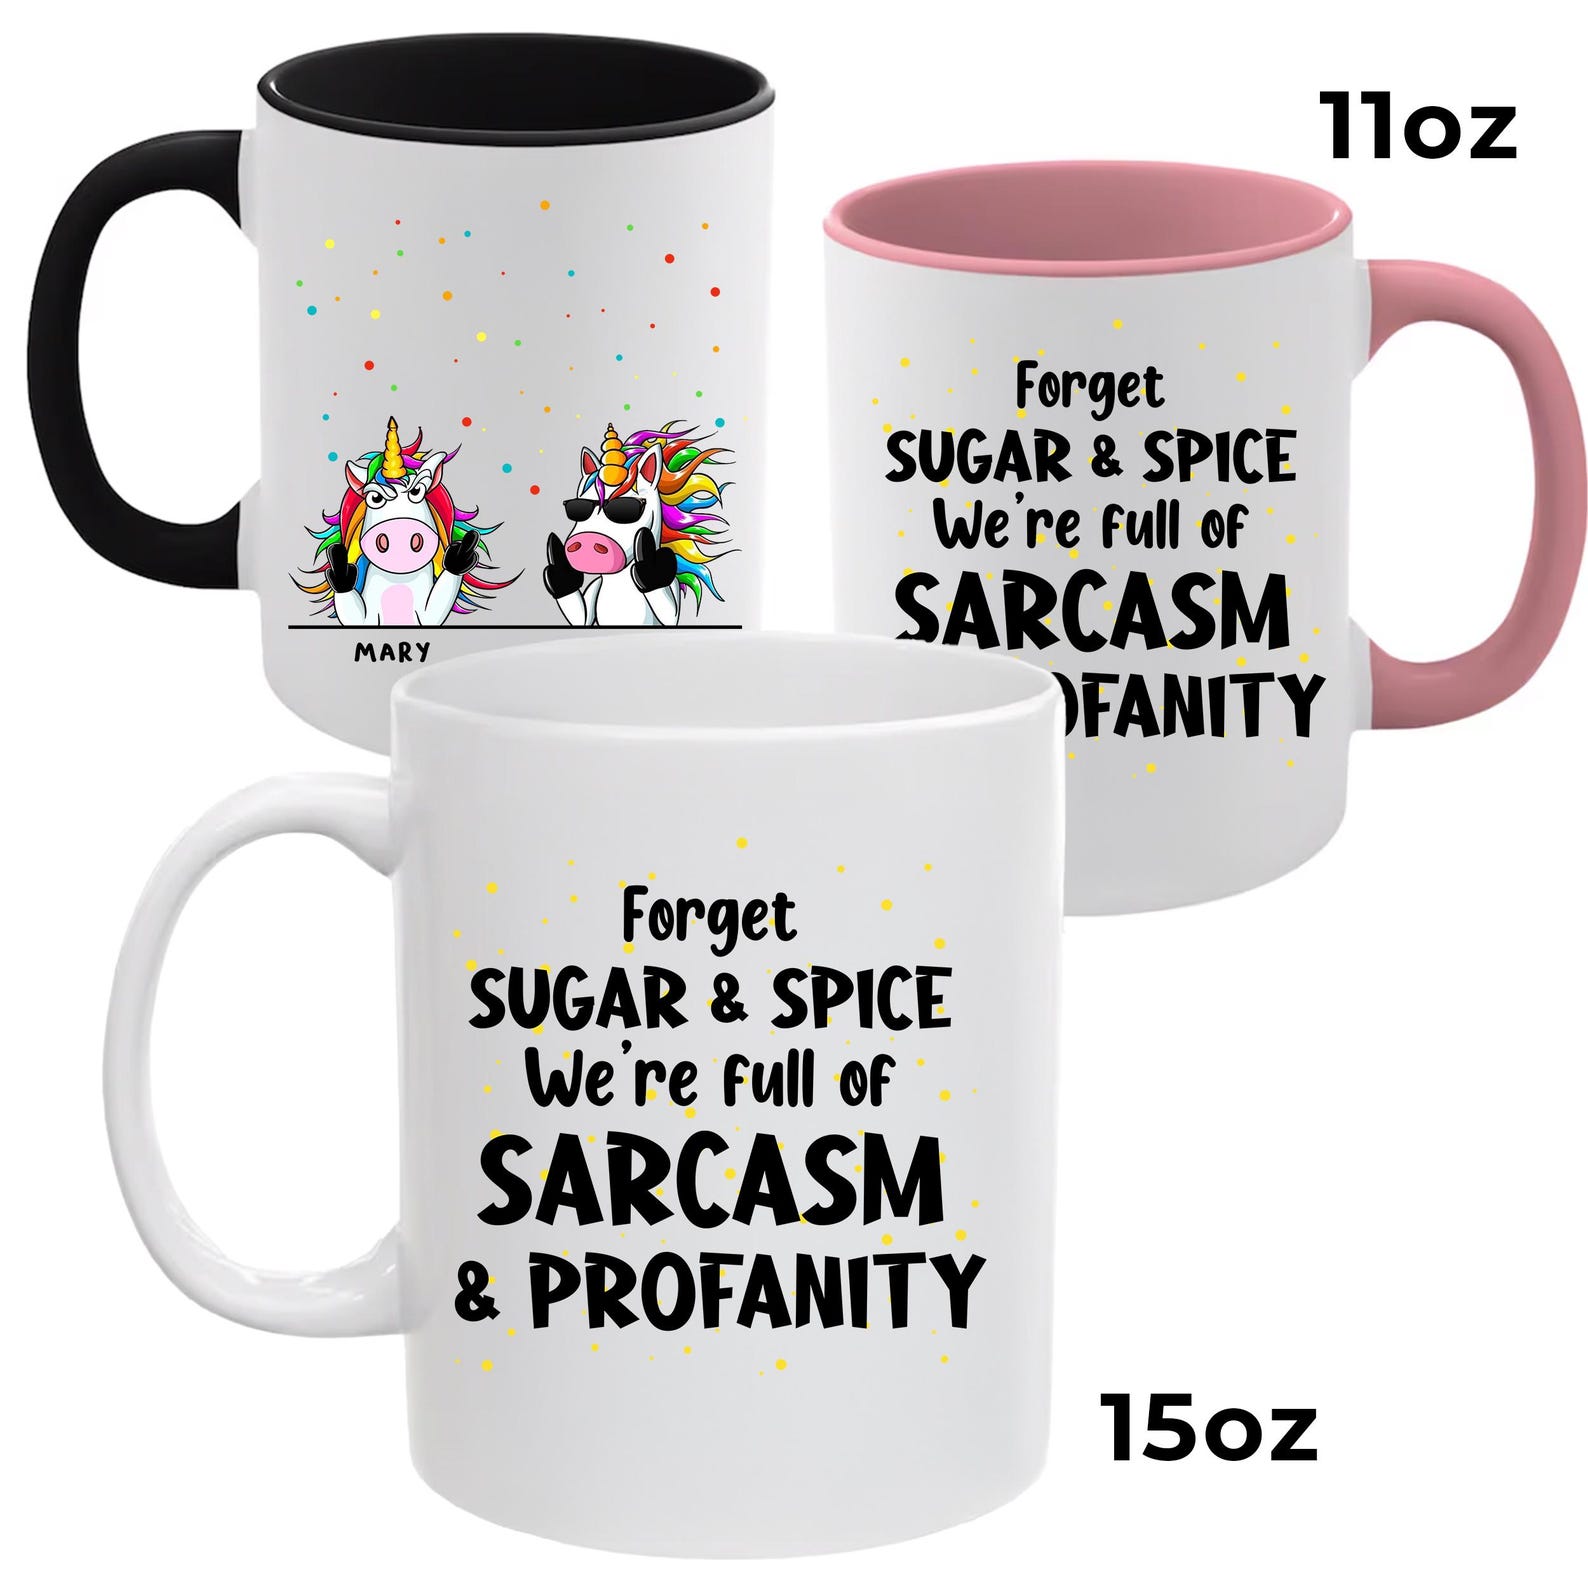 11oz
MARY
Forget
SUGAR & SPICE
We're full of
SARCASM
OFANITY
Forget
SUGAR & SPICE
We're full of
SARCASM
& PROFANITY
15oz